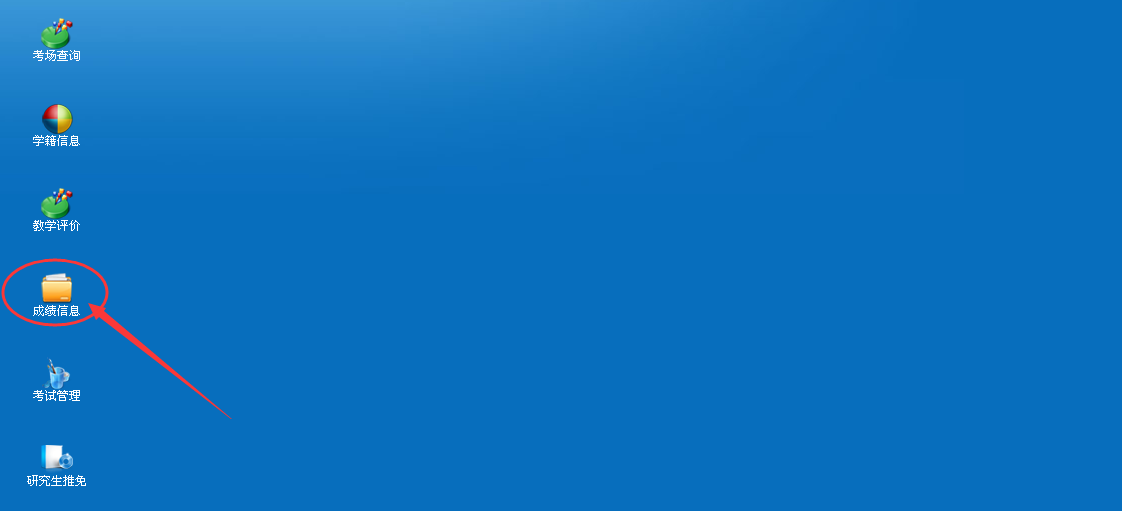 考场查询
学籍信息
教学评价
成绩信息
考试管理
研究生推免